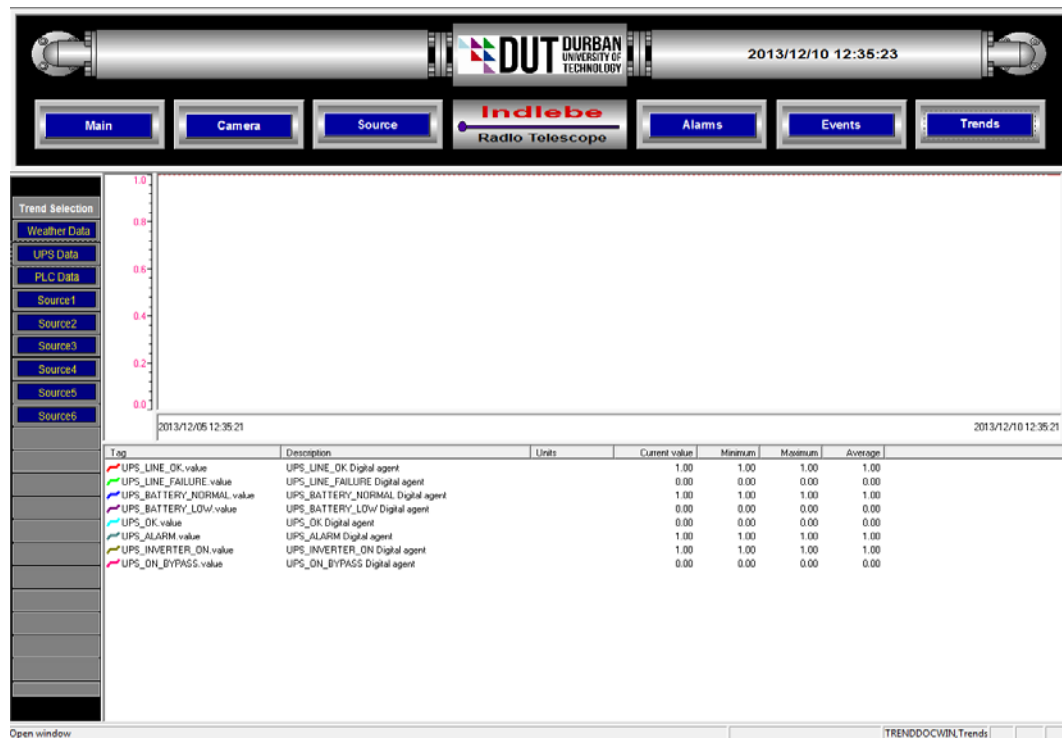 DUT DURBAN
UNIVERSITY OF
TECHNOLOGY
2013/12/10 12:35:23
Main
Camera
Source
Indlebe
Radio Telescope
Alarms
Events
Trends
Trend Selection
Weather Data
UPS Data
PLC Data
Source1
Source2
Source3
Source4
Source5
Source6
1.0
0.8
0.6
0.4
0.2
0.0
2013/12/05 12:35:21 2013/12/10 12:35:21
Tag Description Units Current value Minimum Maximum Average
UPS_LINE_OK.value UPS_LINE_OK Digital agent 1.00 1.00 1.00 1.00
UPS_LINE_FAILURE.value UPS_LINE_FAILURE Digital agent 0.00 0.00 0.00 0.00
UPS_BATTERY_NORMAL.value UPS_BATTERY_NORMAL Digital agent 1.00 1.00 1.00 1.00
UPS_BATTERY_LOW.value UPS_BATTERY_LOW Digital agent 0.00 0.00 0.00 0.00
UPS_OK.value UPS_OK Digital agent 0.00 0.00 0.00 0.00
UPS_ALARM.value UPS_ALARM Digital agent 1.00 1.00 1.00 1.00
UPS_INVERTER_ON.value UPS_INVERTER_ON Digital agent 1.00 1.00 1.00 1.00
UPS_ON_BYPASS.value UPS_ON_BYPASS Digital agent 0.00 0.00 0.00 0.00
Open window TRENDDOCWIN,Trends